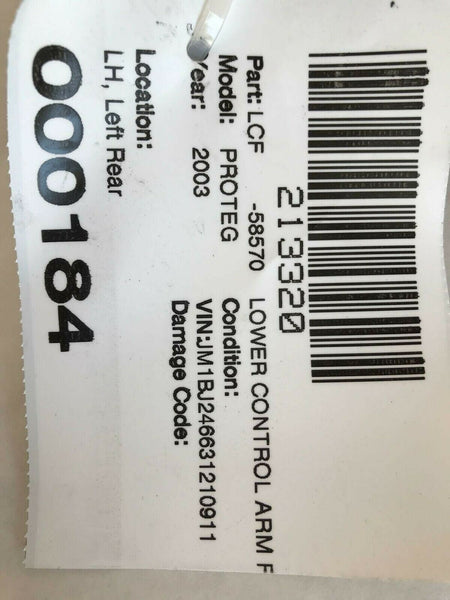 213320
Part: LCF -58570 LOWER CONTROL ARM F
Model: PROTEG Condition:
Year: 2003 VIN:JM1BJ246631210911
Damage Code:
Location:
LH, Left Rear
000184